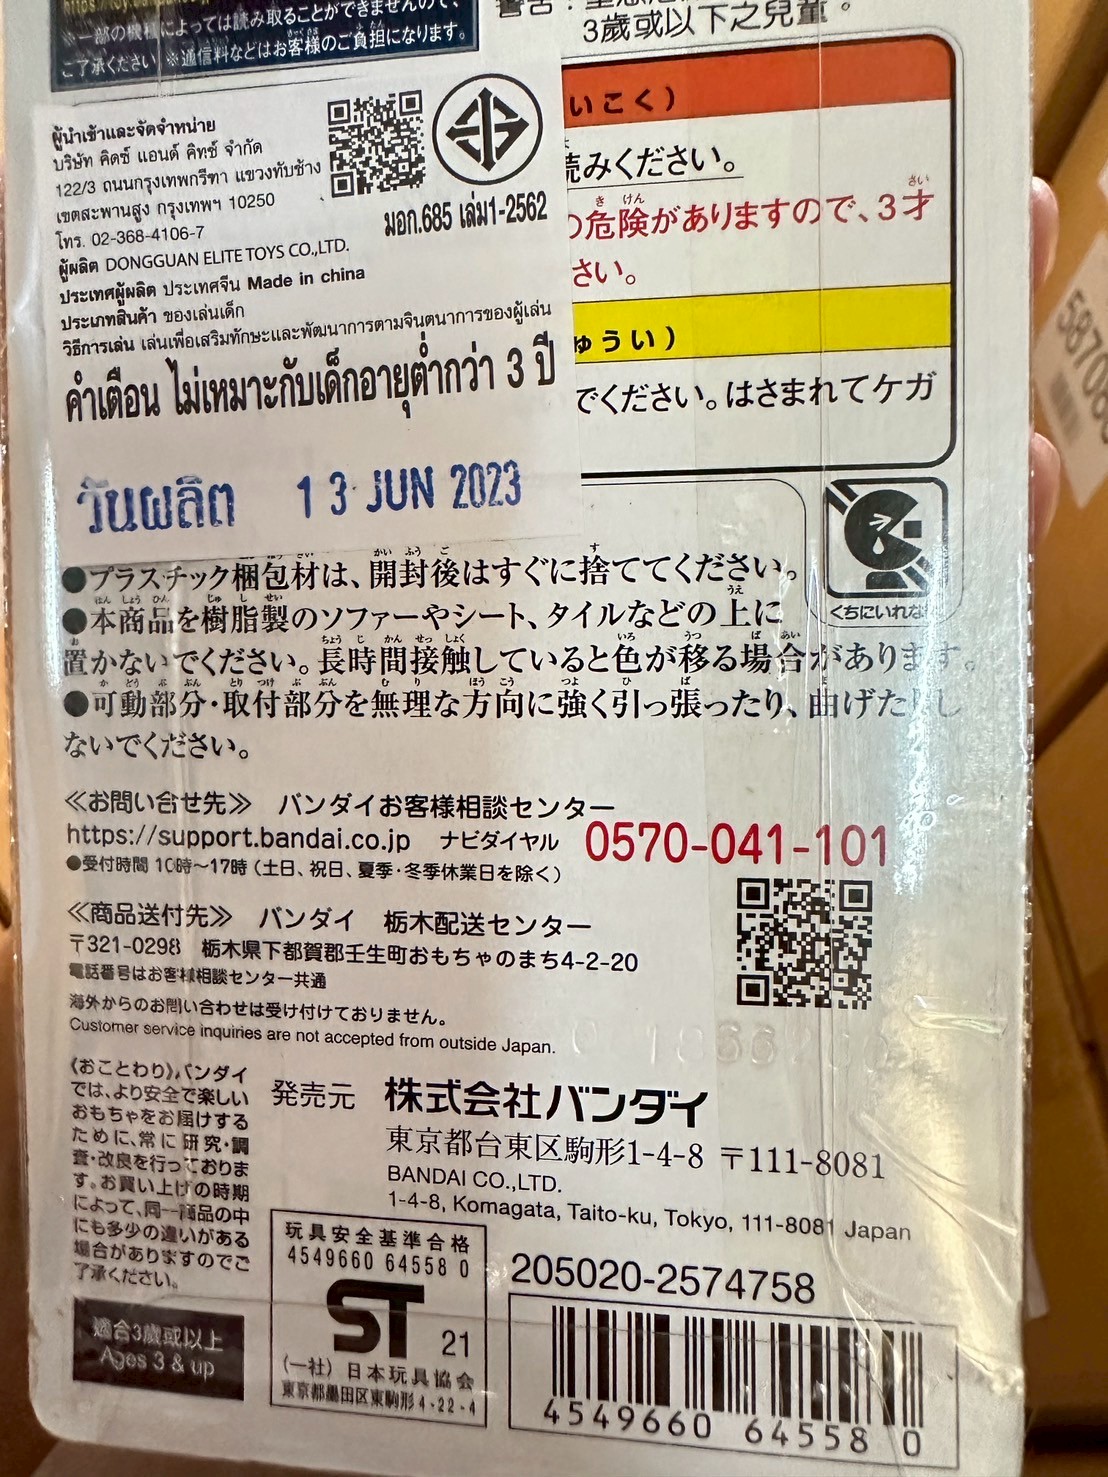 ※一部の機種によっては読み取ることができませんので、
ご了承ください。※通信料などはお客様のご負担になります。
3歲或以下之兒童。
ผู้นำเข้าและจัดจำหน่าย
บริษัท คิดซ์ แอนด์ คิทซ์ จำกัด
122/3 ถนนกรุงเทพกรีฑา แขวงทับช้าง
เขตสะพานสูง กรุงเทพฯ 10250
โทร. 02-368-4106-7
ผู้ผลิต DONGGUAN ELITE TOYS CO.,LTD.
ประเทศผู้ผลิต ประเทศจีน Made in china
ประเภทสินค้า ของเล่นเด็ก
วิธีการเล่น เล่นเพื่อเสริมทักษะและพัฒนาการตามจินตนาการของผู้เล่น
คำเตือน ไม่เหมาะกับเด็กอายุต่ำกว่า 3 ปี
มอก.685 เล่ม1-2562
วันผลิต 13 JUN 2023
いこく）
読みください。
の危険がありますので、3才
さい。
ゅうい）
でください。はさまれてケガ
くちにいれな
●プラスチック梱包材は、開封後はすぐに捨ててください。
●本商品を樹脂製のソファーやシート、タイルなどの上に
置かないでください。長時間接触していると色が移る場合があります。
●可動部分・取付部分を無理な方向に強く引っ張ったり、曲げたりし
ないでください。
≪お問い合せ先≫ バンダイお客様相談センター
https://support.bandai.co.jp ナビダイヤル 0570-041-101
●受付時間 10時〜17時（土日、祝日、夏季・冬季休業日を除く）
≪商品送付先≫ バンダイ 栃木配送センター
〒321-0298 栃木県下都賀郡壬生町おもちゃのまち4-2-20
電話番号はお客様相談センター共通
海外からのお問い合わせは受け付けておりません。
Customer service inquiries are not accepted from outside Japan.
《おことわり》バンダイ
では、より安全で楽しい
おもちゃをお届けする
ために、常に研究・調
査・改良を行っておりま
す。お買い上げの時期
によって、同一商品の中
にも多少の違いがある
場合がありますのでご
了承ください。
発売元 株式会社バンダイ
東京都台東区駒形1-4-8 〒111-8081
BANDAI CO.,LTD.
1-4-8, Komagata, Taito-ku, Tokyo, 111-8081 Japan
適合3歲或以上
Ages 3 & up
玩具安全基準合格
4549660 64558 0
ST 21
(一社) 日本玩具協会
東京都墨田区東駒形4-22-4
205020-2574758
4549660 64558 0